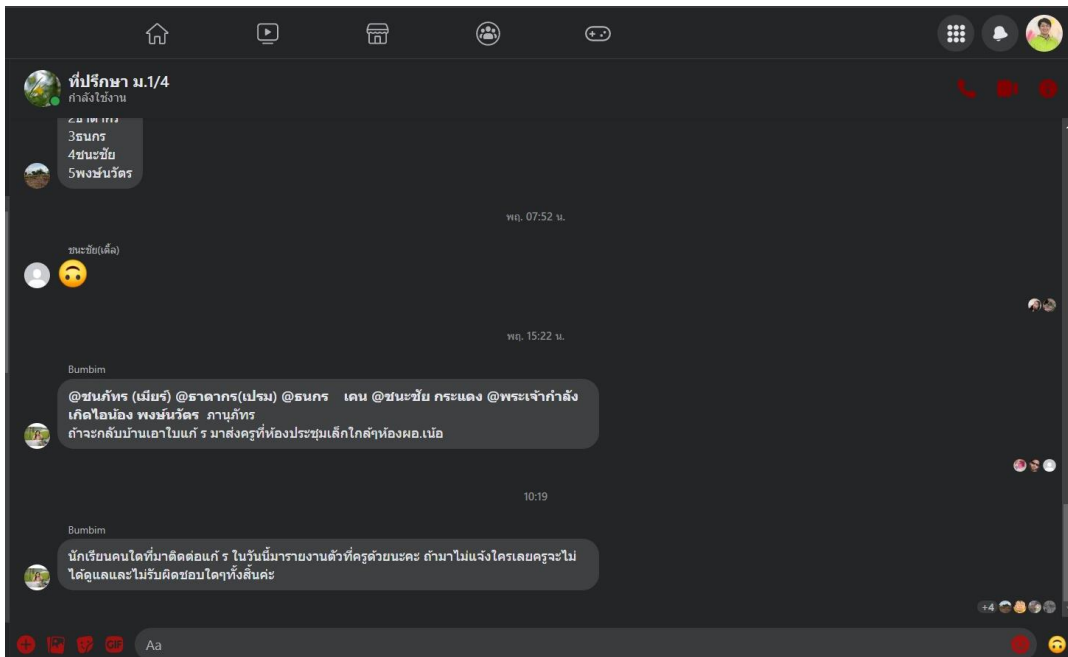 ที่ปรึกษา ม.1/4
กำลังใช้งาน
3ธนกร
4ชนะชัย
5พงษ์นวัตร
พฤ. 07:52 น.
ชนะชัย(เติ้ล)
พฤ. 15:22 น.
Bumbim
@ชนภัทร (เมียร์) @ธาดากร(เปรม) @ธนกร เคน @ชนะชัย กระแดง @พระเจ้ากำลัง
เกิดไอน้อง พงษ์นวัตร ภานุภัทร
ถ้าจะกลับบ้านเอาใบแก้ ร มาส่งครูที่ห้องประชุมเล็กใกล้ๆห้องผอ.เน้อ
10:19
Bumbim
นักเรียนคนใดที่มาติดต่อแก้ ร ในวันนี้มารายงานตัวที่ครูด้วยนะคะ ถ้ามาไม่แจ้งใครเลยครูจะไม่
ได้ดูแลและไม่รับผิดชอบใดๆทั้งสิ้นค่ะ
+4
GIF
Aa